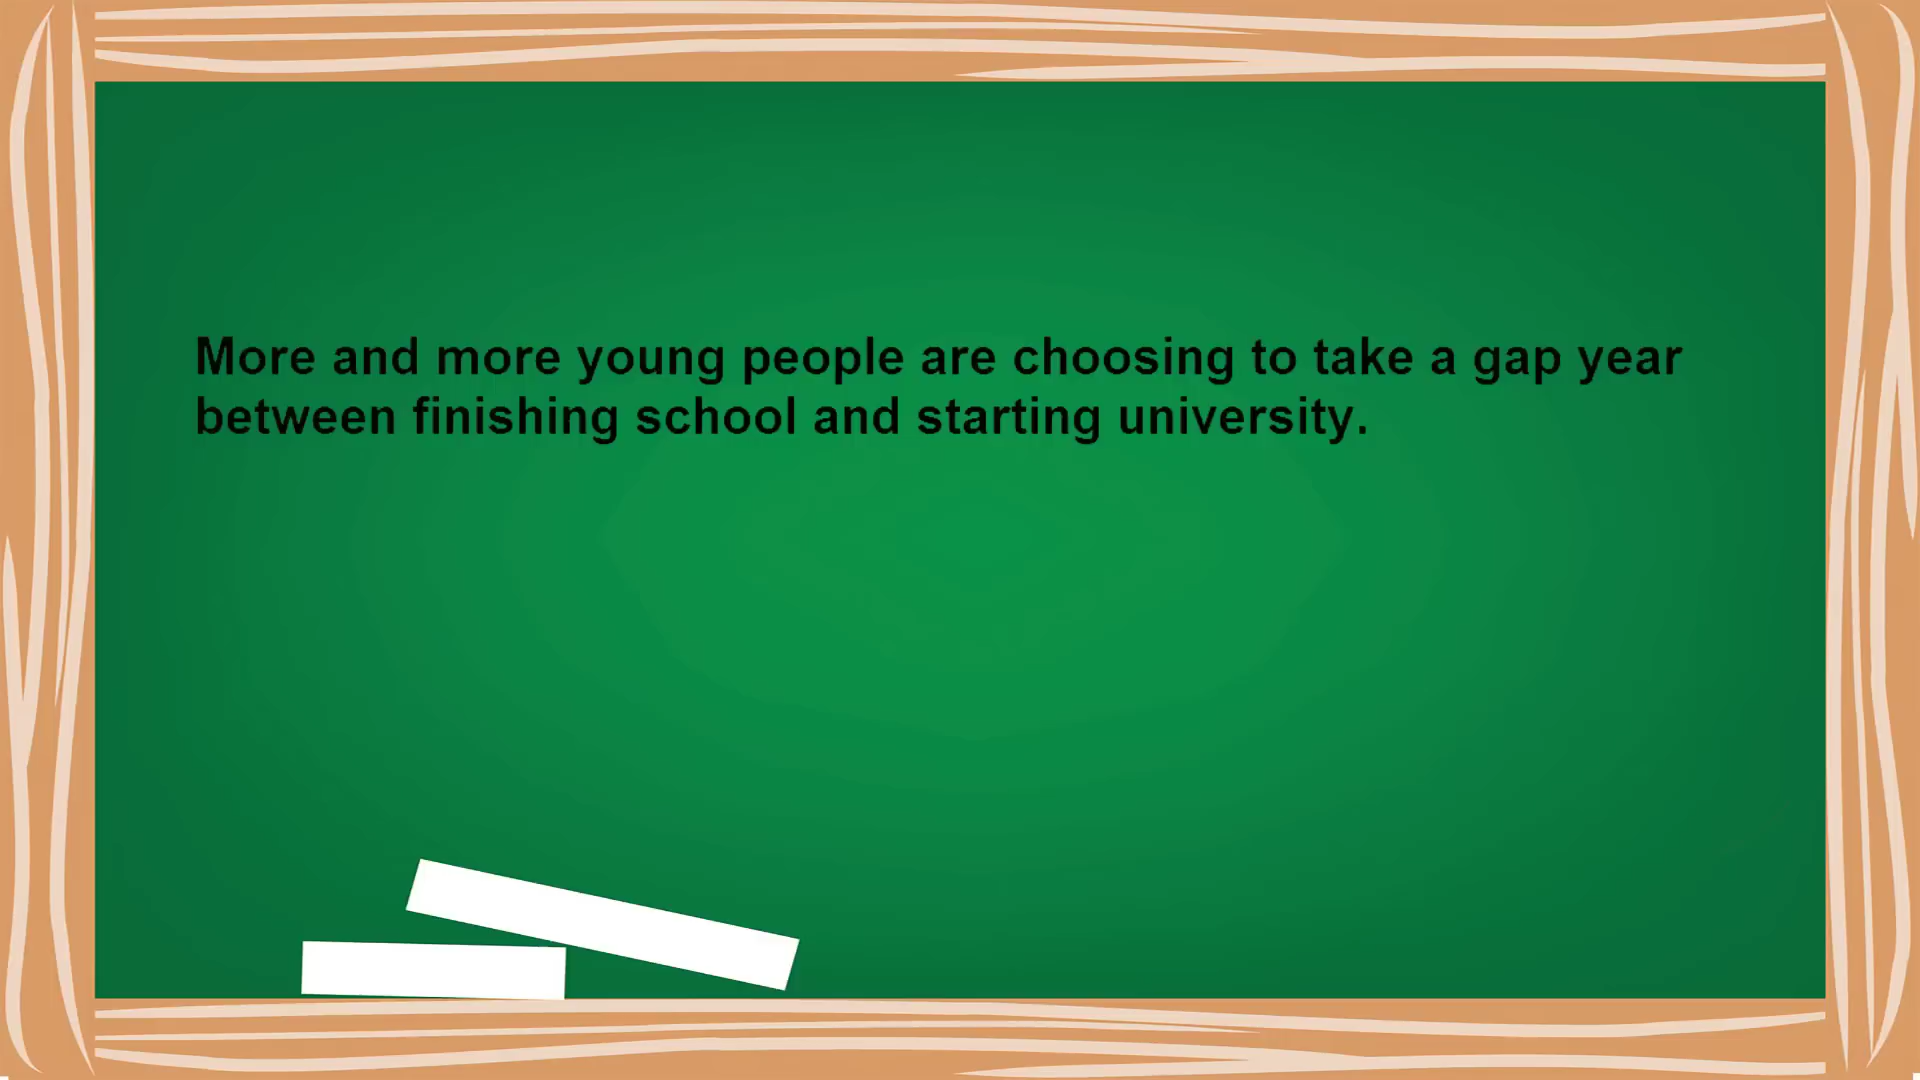 More and more young people are choosing to take a gap year
between finishing school and starting university.